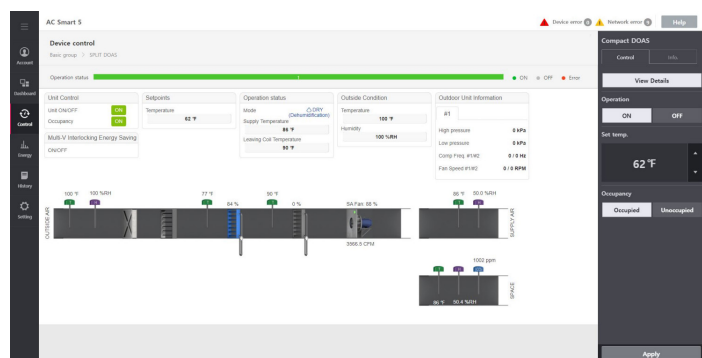 AC Smart 5
Device error 0
Network error 0
Help
Account
Dashboard
Control
Energy
History
Setting
Device control
Basic group > SPLIT DOAS
Operation status
1
ON OFF Error
Unit Control
Unit ON/OFF ON
Occupancy ON
Multi-V Interlocking Energy Saving
ON/OFF
Setpoints
Temperature
62 °F
Operation status
Mode DRY
(Dehumidification)
Supply Temperature
86 °F
Leaving Coil Temperature
90 °F
Outside Condition
Temperature
100 °F
Humidity
100 %RH
Outdoor Unit Information
#1
High pressure 0 kPa
Low pressure 0 kPa
Comp Freq. #1/#2 0 / 0 Hz
Fan Speed #1/#2 0 / 0 RPM
100 °F 100 %RH 77 °F 90 °F 86 °F 50.0 %RH
84 % 0 % SA Fan: 68 %
OUTSIDE AIR
SUPPLY AIR
3966.5 CFM
1002 ppm
SPACE
86 °F 50.4 %RH
Compact DOAS
Control Info.
View Details
Operation
ON OFF
Set temp.
62 °F
Occupancy
Occupied Unoccupied
Apply